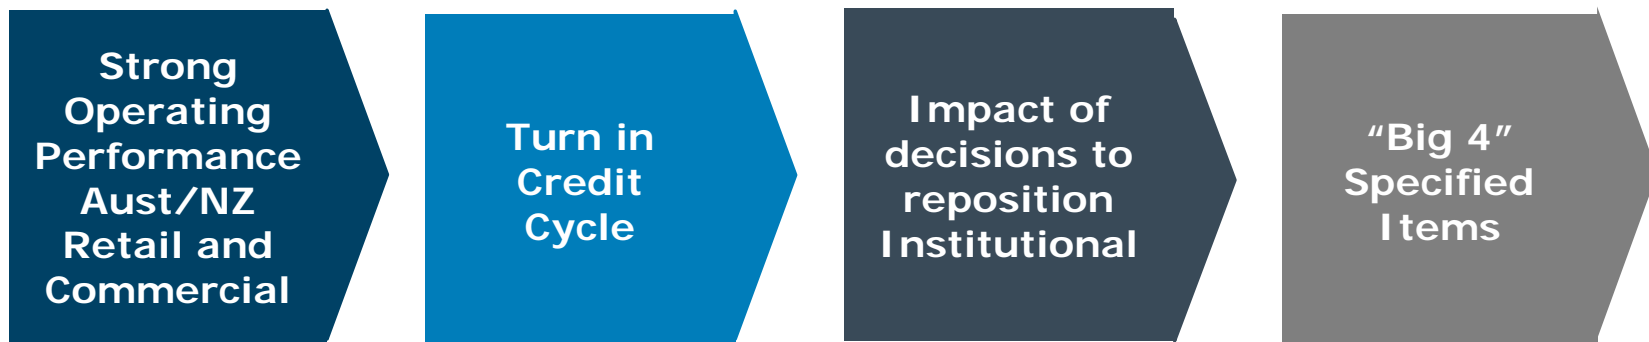 Strong
Operating
Performance
Aust/NZ
Retail and
Commercial
Turn in
Credit
Cycle
Impact of
decisions to
reposition
Institutional
“Big 4”
Specified
Items